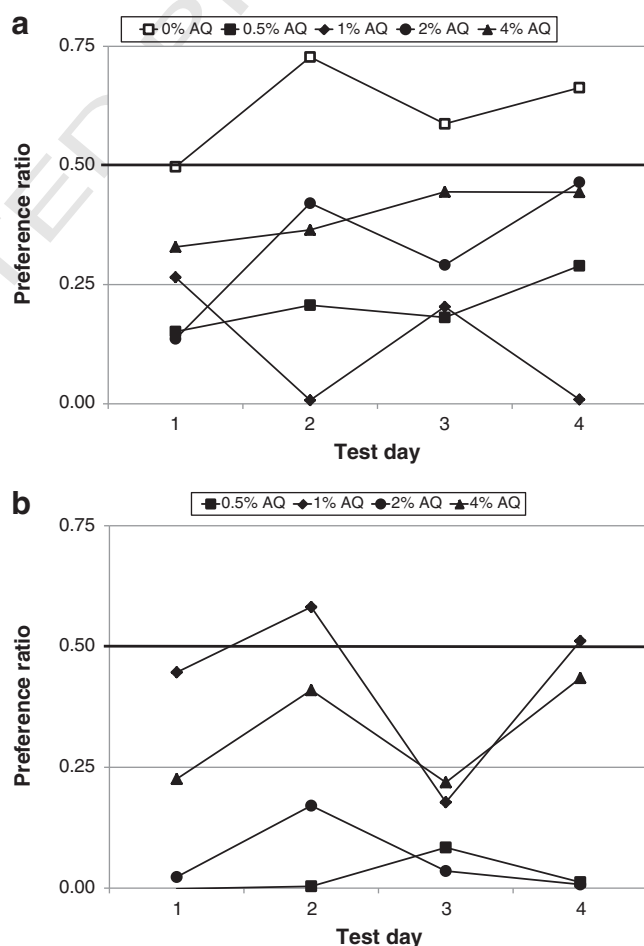 a
0% AQ 0.5% AQ 1% AQ 2% AQ 4% AQ
0.75
0.50
0.25
0.00
Preference ratio
1 2 3 4
Test day
b
0.5% AQ 1% AQ 2% AQ 4% AQ
0.75
0.50
0.25
0.00
Preference ratio
1 2 3 4
Test day